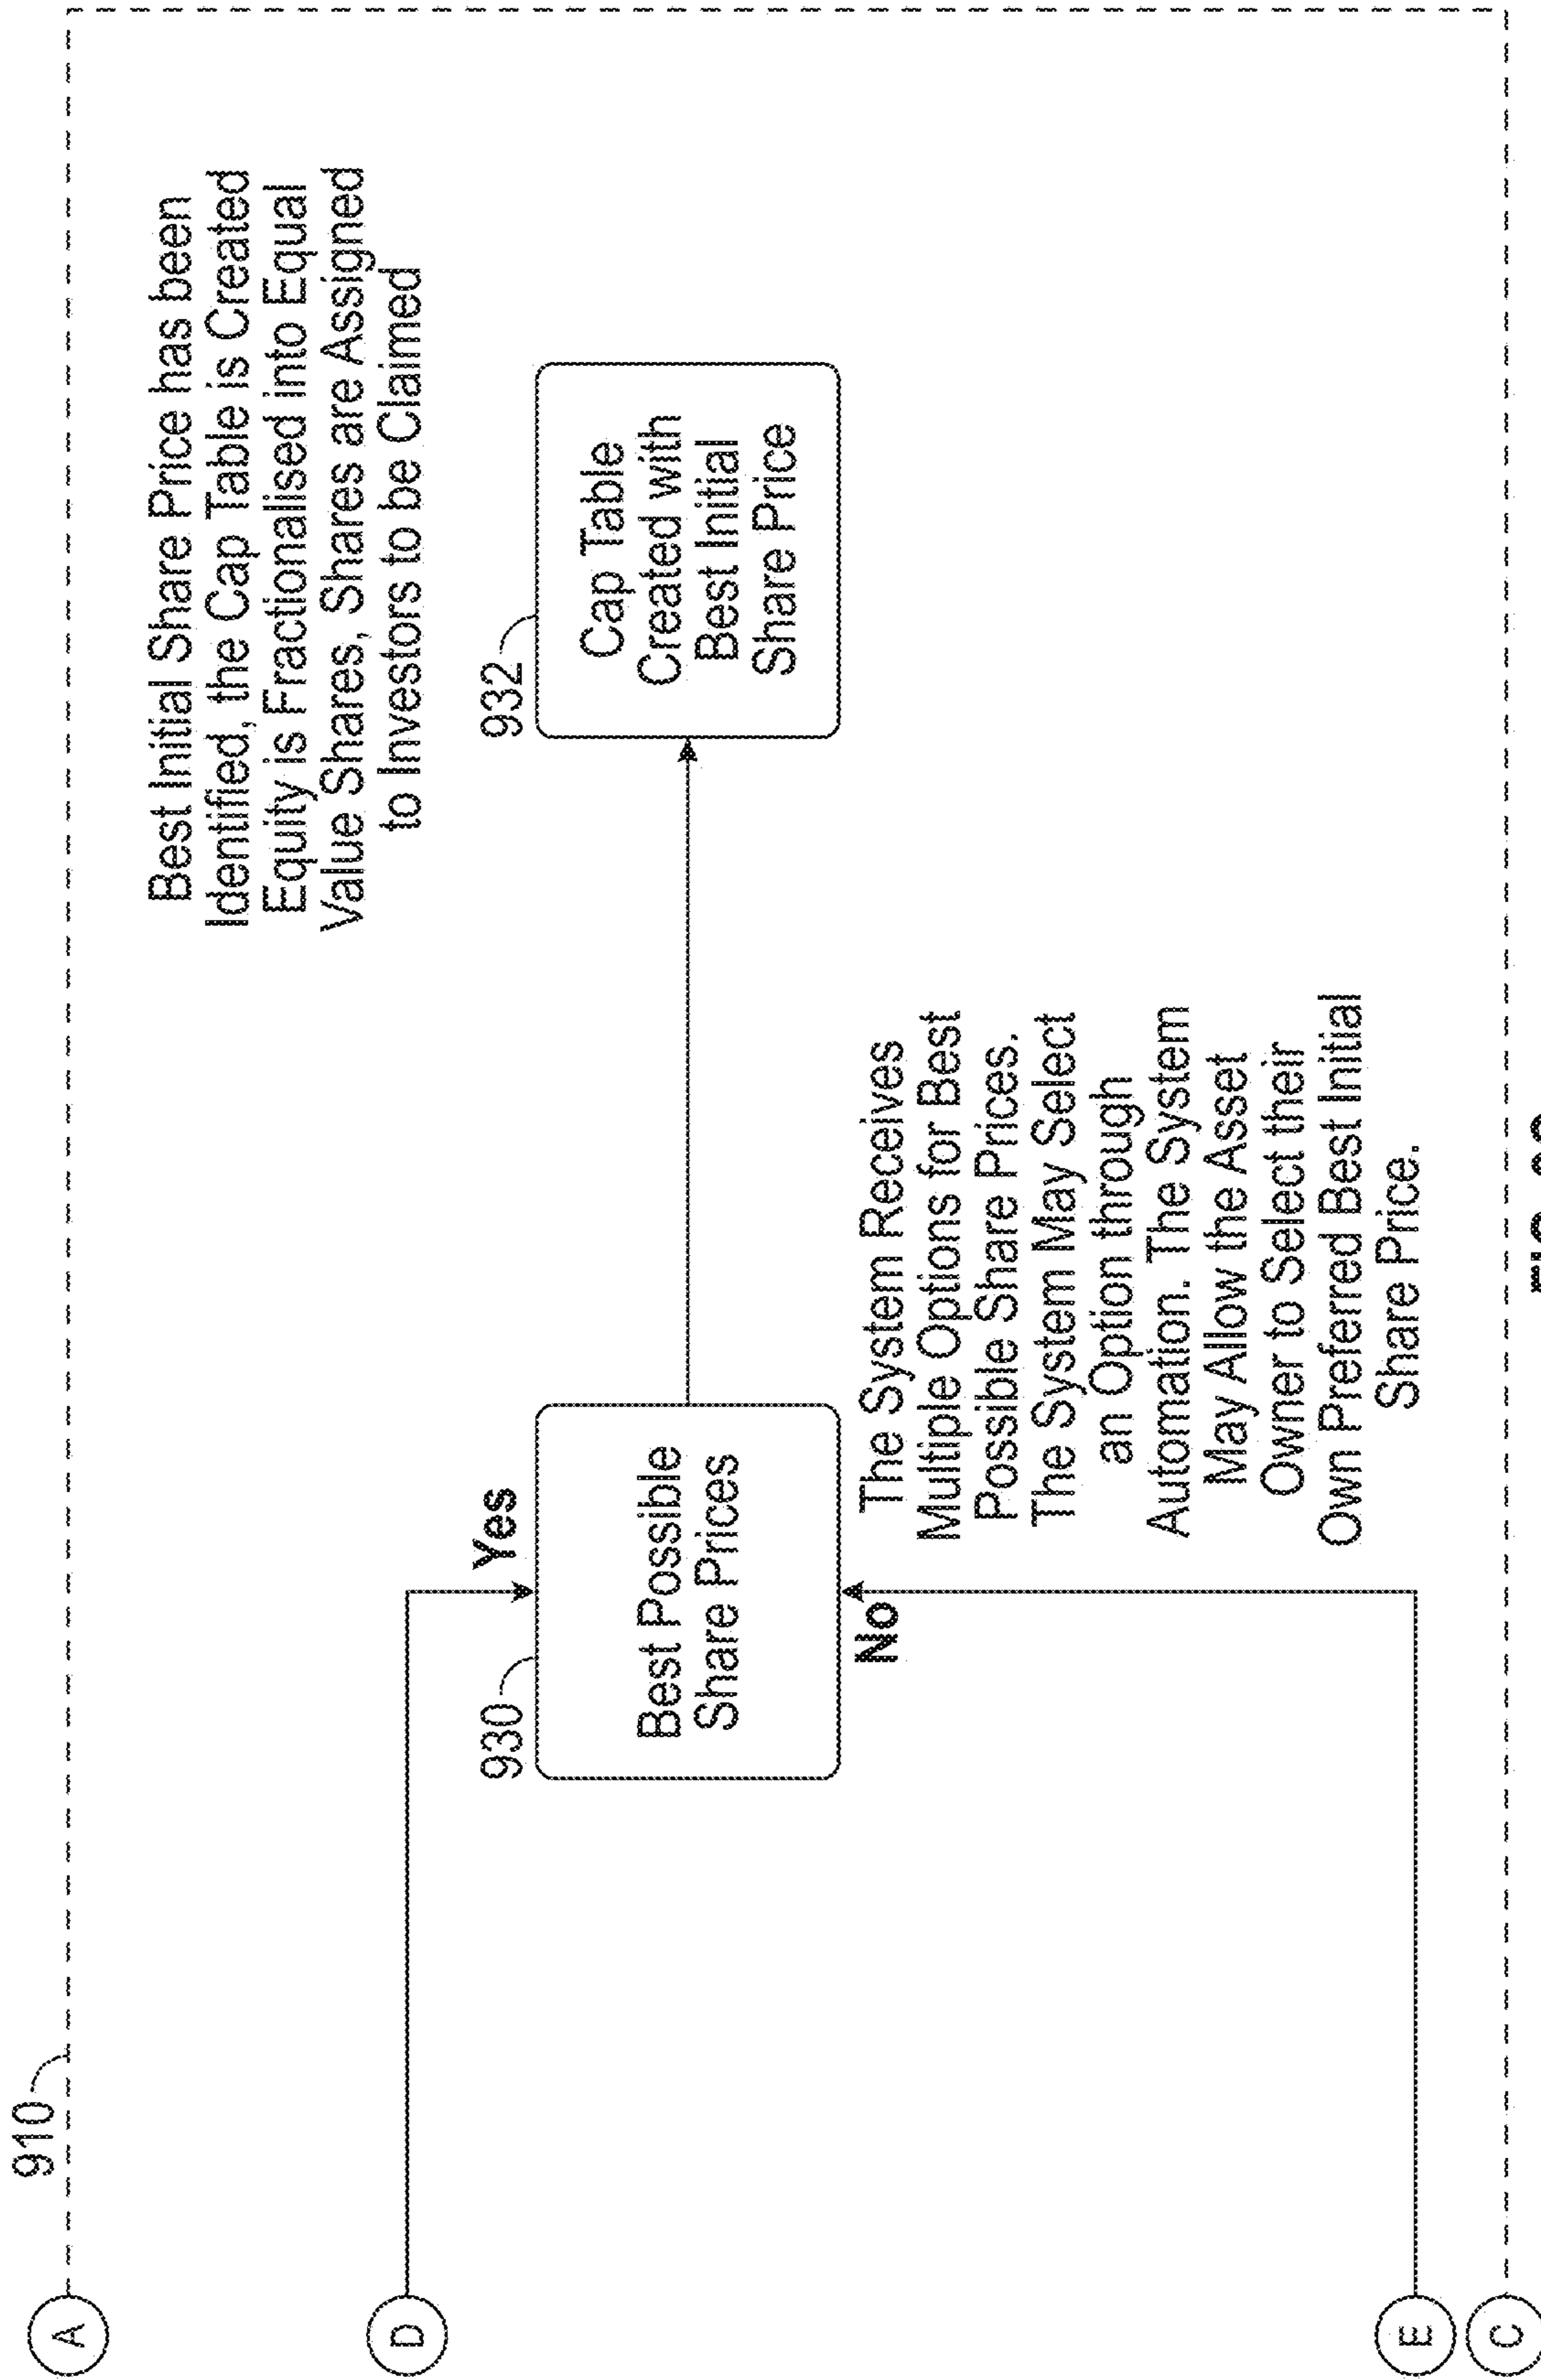 910
A
Best Initial Share Price has been
Identified, the Cap Table is Created
Equity is Fractionalised into Equal
Value Shares, Shares are Assigned
to Investors to be Claimed
D
Yes
930
Best Possible
Share Prices
932
Cap Table
Created with
Best Initial
Share Price
No
The System Receives
Multiple Options for Best
Possible Share Prices.
The System May Select
an Option through
Automation. The System
May Allow the Asset
Owner to Select their
Own Preferred Best Initial
Share Price.
E
C